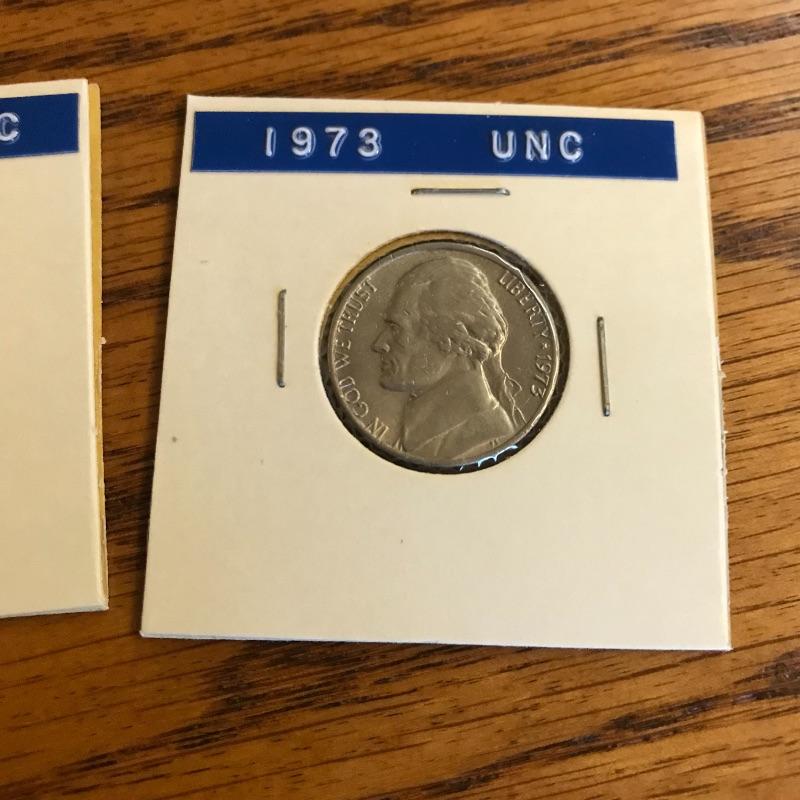 C
1973 UNC
IN GOD WE TRUST
LIBERTY ★ 1973